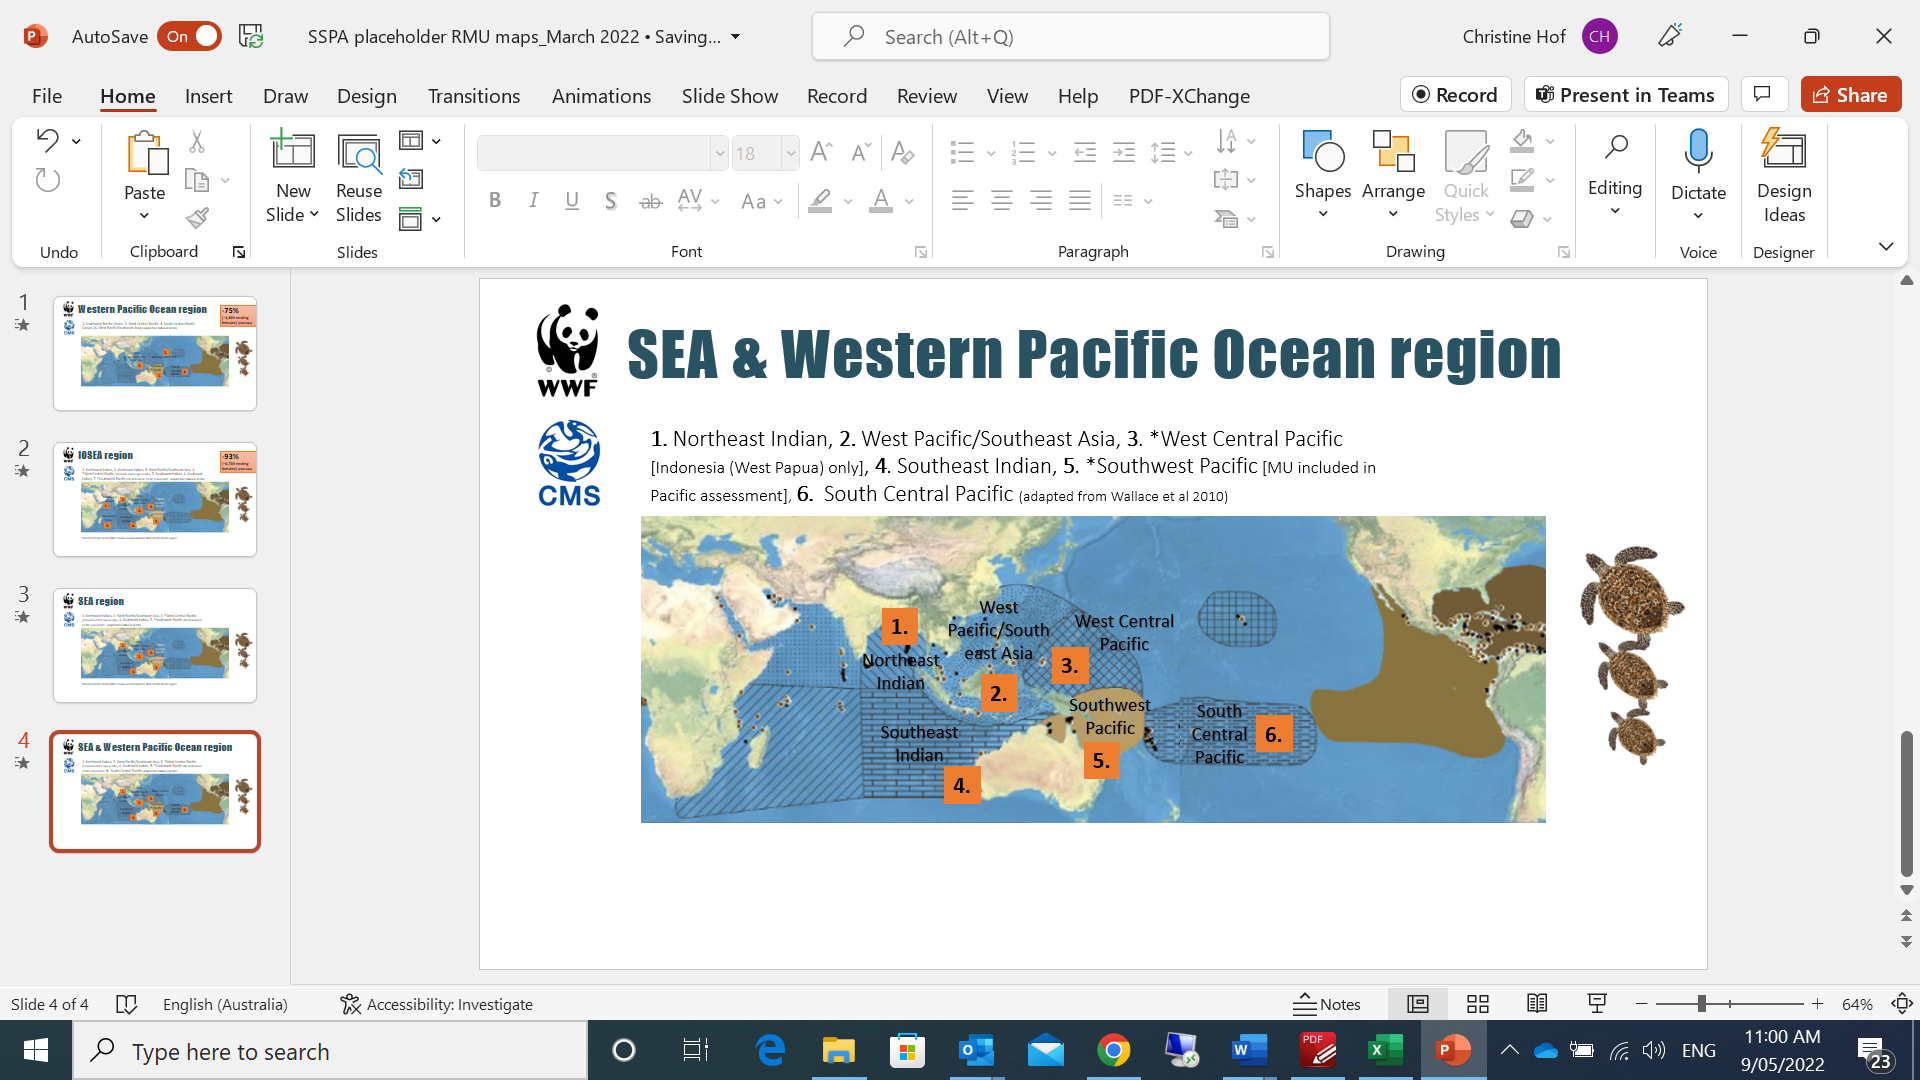 AutoSave On SSPA placeholder RMU maps_March 2022 • Saving... Search (Alt+Q) Christine Hof CH
File Home Insert Draw Design Transitions Animations Slide Show Record Review View Help PDF-XChange Record Present in Teams Share
Paste New Slide Reuse Slides 18 Shapes Arrange Quick Styles Editing Dictate Design Ideas
Undo Clipboard Slides Font Paragraph Drawing Voice Designer
1
Western Pacific Ocean region
-75%
2
IOSEA region
-93%
3
SEA region
4
SEA & Western Pacific Ocean region
WWF
SEA & Western Pacific Ocean region
CMS
1. Northeast Indian, 2. West Pacific/Southeast Asia, 3. *West Central Pacific
[Indonesia (West Papua) only], 4. Southeast Indian, 5. *Southwest Pacific [MU included in
Pacific assessment], 6. South Central Pacific (adapted from Wallace et al 2010)
1.
Northeast
Indian
West
Pacific/South
east Asia
2.
West Central
Pacific
3.
Southwest
Pacific
5.
Southeast
Indian
4.
South
Central
Pacific
6.
Slide 4 of 4 English (Australia) Accessibility: Investigate Notes 64%
Type here to search
PDF
ENG
11:00 AM
9/05/2022
23